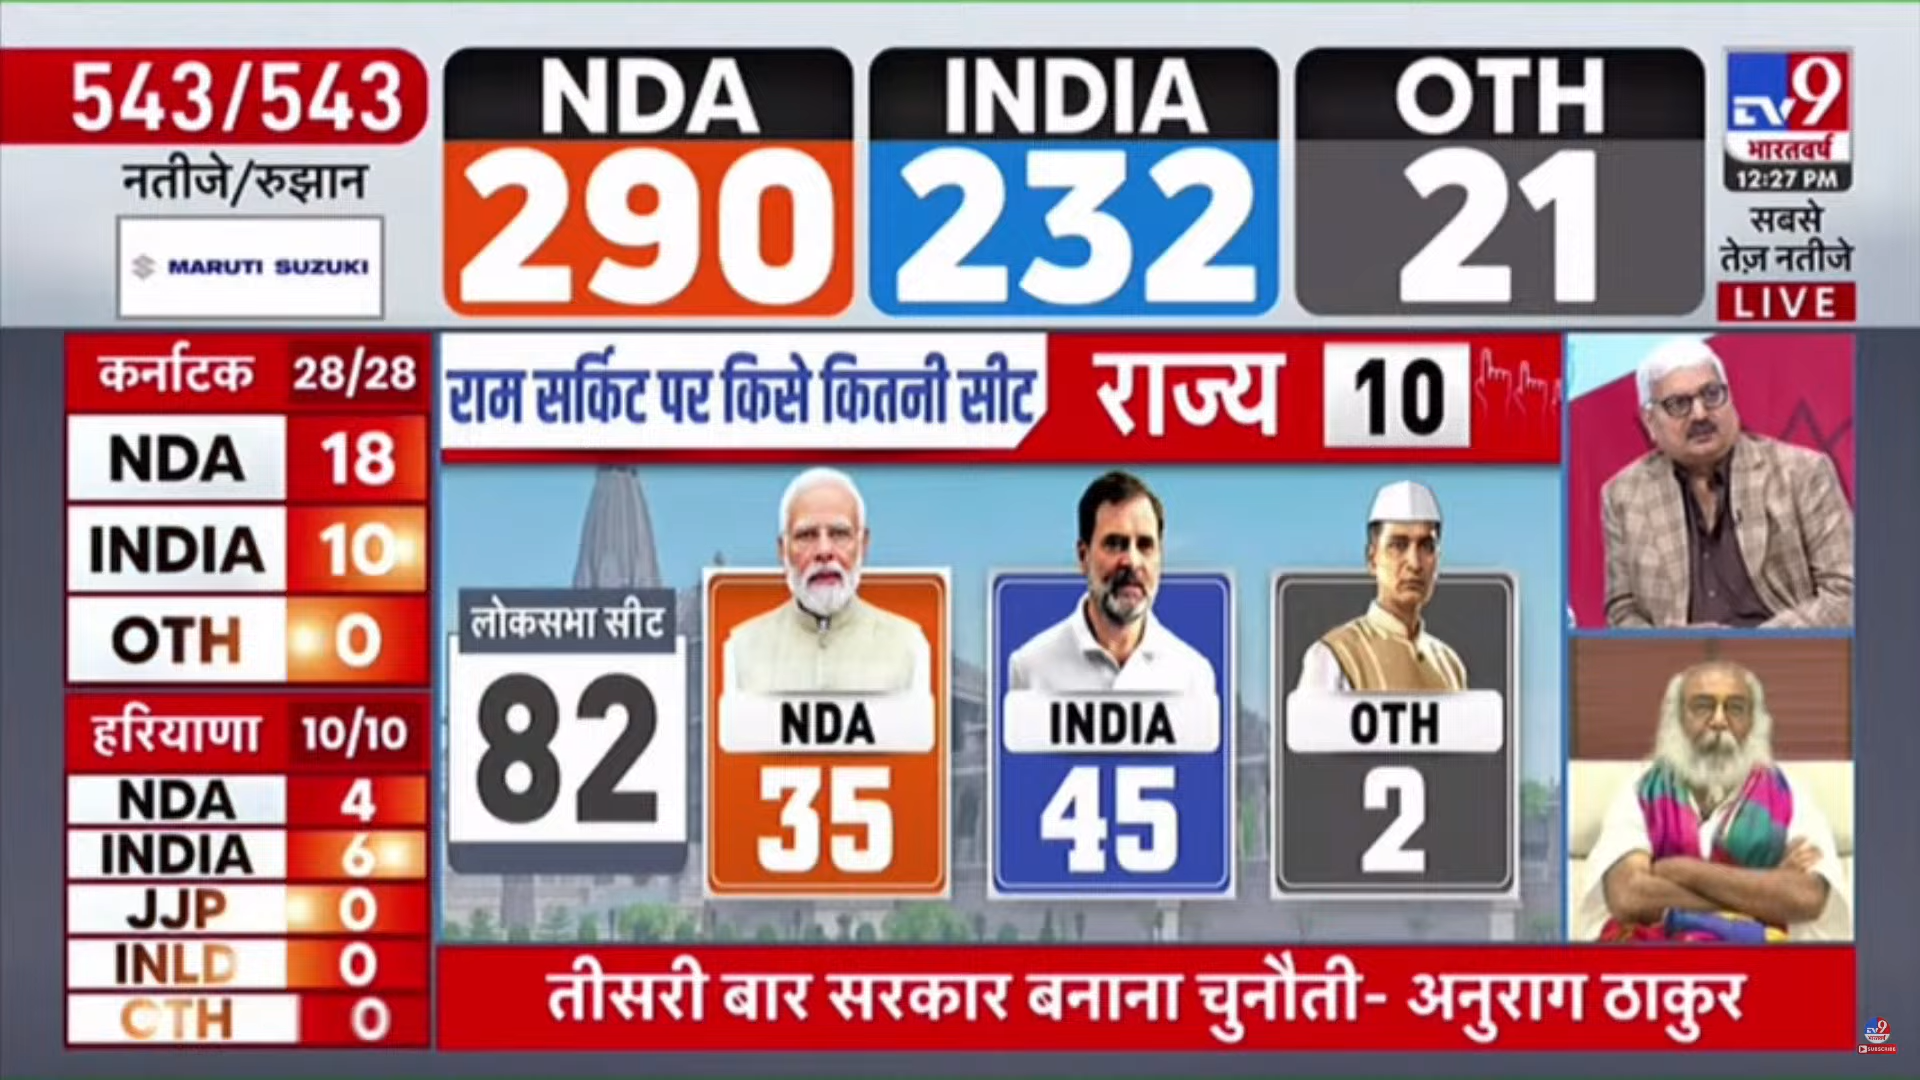 543/543
नतीजे/रुझान
MARUTI SUZUKI
NDA
290
INDIA
232
OTH
21
TV9
भारतवर्ष
12:27 PM
सबसे
तेज़ नतीजे
LIVE
कर्नाटक 28/28
NDA 18
INDIA 10
OTH 0
हरियाणा 10/10
NDA 4
INDIA 6
JJP 0
INLD 0
OTH 0
राम सर्किट पर किसे कितनी सीट
राज्य 10
लोकसभा सीट
82
NDA
35
INDIA
45
OTH
2
तीसरी बार सरकार बनाना चुनौती- अनुराग ठाकुर
TV9
SUBSCRIBE